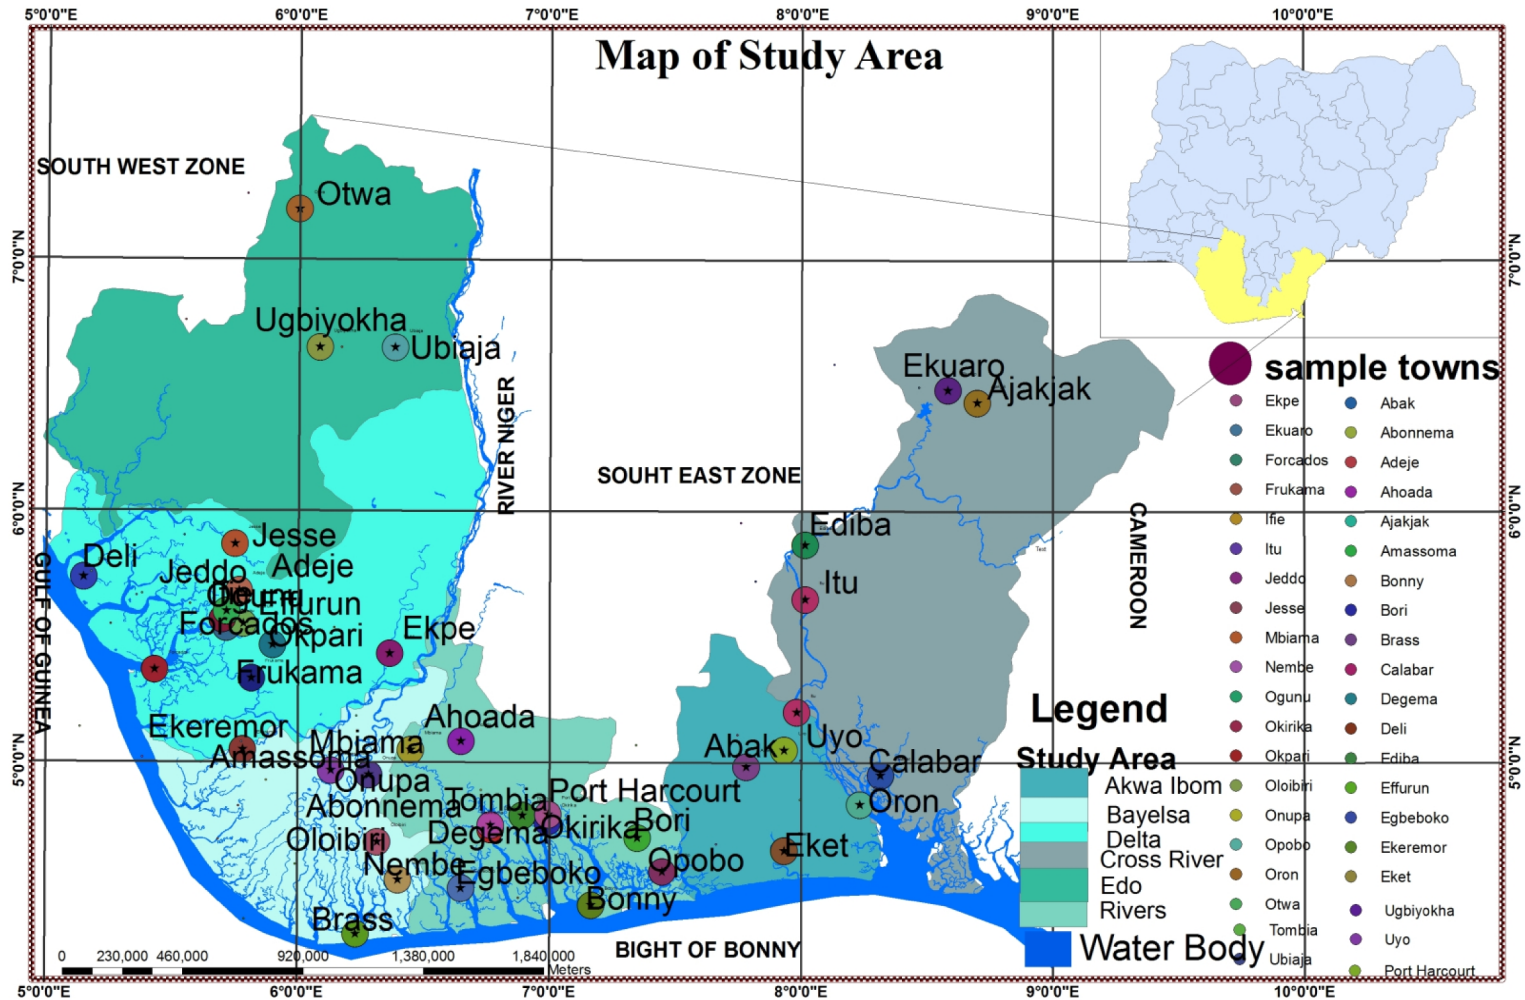 5°0'0"E 6°0'0"E 7°0'0"E 8°0'0"E 9°0'0"E 10°0'0"E
Map of Study Area
SOUTH WEST ZONE
Otwa
7°0'0"N 7°0'0"N
Ugbiyokha
Ubiaja
RIVER NIGER
Ekuaro
Ajakjak
SOUHT EAST ZONE
6°0'0"N 6°0'0"N
CAMEROON
Ediba
Itu
Jesse
Deli
Adeje
Jeddo
Effurun
Forcados
Okpari
Ekpe
Frukama
GULF OF GUINEA
Ekeremor
Ahoada
Mbiama
Amassoma
Onupa
Abak
Uyo
Calabar
5°0'0"N 5°0'0"N
Abonnema
Tombia
Port Harcourt
Oron
Oloibiri
Degema
Okirika
Bori
Eket
Nembe
Egbeboko
Opobo
Bonny
Brass
BIGHT OF BONNY
0 230,000 460,000 920,000 1,380,000 1,840,000
Meters
sample towns
Ekpe
Ekuaro
Forcados
Frukama
Ifie
Itu
Jeddo
Jesse
Mbiama
Nembe
Ogunu
Okirika
Okpari
Oloibiri
Onupa
Opobo
Oron
Otwa
Tombia
Ubiaja
Abak
Abonnema
Adeje
Ahoada
Ajakjak
Amassoma
Bonny
Bori
Brass
Calabar
Degema
Deli
Ediba
Effurun
Egbeboko
Ekeremor
Eket
Ugbiyokha
Uyo
Port Harcourt
Legend
Study Area
Akwa Ibom
Bayelsa
Delta
Cross River
Edo
Rivers
Water Body
5°0'0"E 6°0'0"E 7°0'0"E 8°0'0"E 9°0'0"E 10°0'0"E